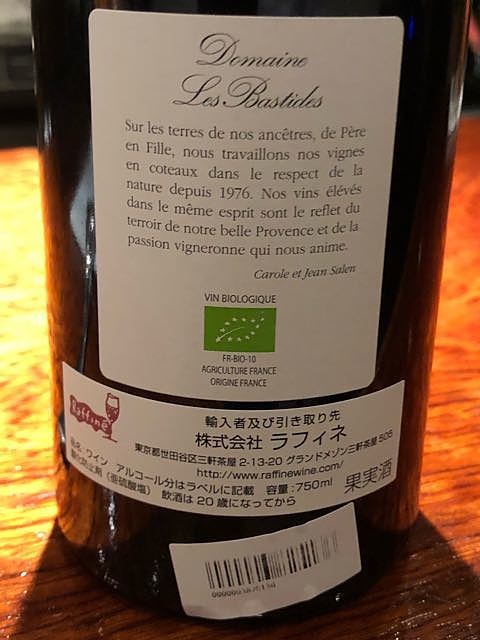 Domaine
Les Bastides
Sur les terres de nos ancêtres, de Père
en Fille, nous travaillons nos vignes
en coteaux dans le respect de la
nature depuis 1976. Nos vins élévés
dans le même esprit sont le reflet du
terroir de notre belle Provence et de la
passion vigneronne qui nous anime.
Carole et Jean Salen
VIN BIOLOGIQUE
FR-BIO-10
AGRICULTURE FRANCE
ORIGINE FRANCE
Raffiné
輸入者及び引き取り先
株式会社 ラフィネ
東京都世田谷区三軒茶屋 2-13-20 グランドメゾン三軒茶屋 506
http://www.raffinewine.com/
品名、ワイン アルコール分はラベルに記載 容量:750ml
果実酒
酸化防止剤(亜硫酸塩) 飲酒は 20 歳になってから